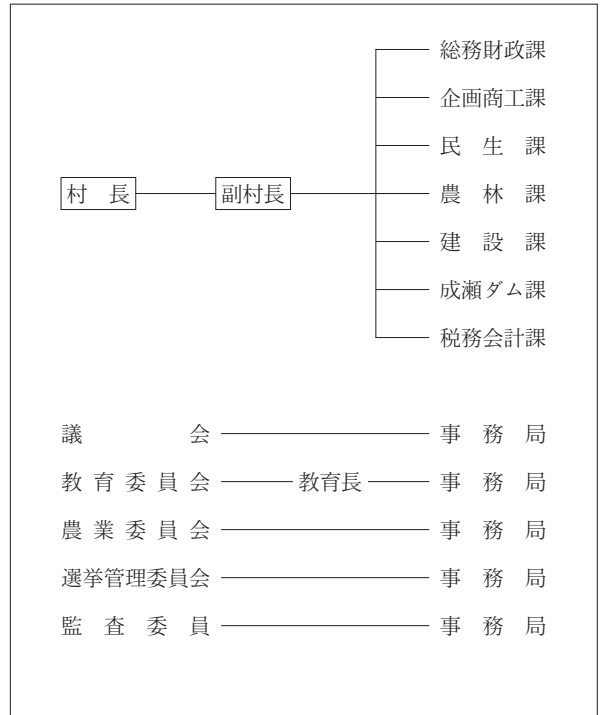 総務財政課
企画商工課
民生課
村長 副村長 農林課
建設課
成瀬ダム課
税務会計課
議会 事務局
教育委員会 教育長 事務局
農業委員会 事務局
選挙管理委員会 事務局
監査委員 事務局